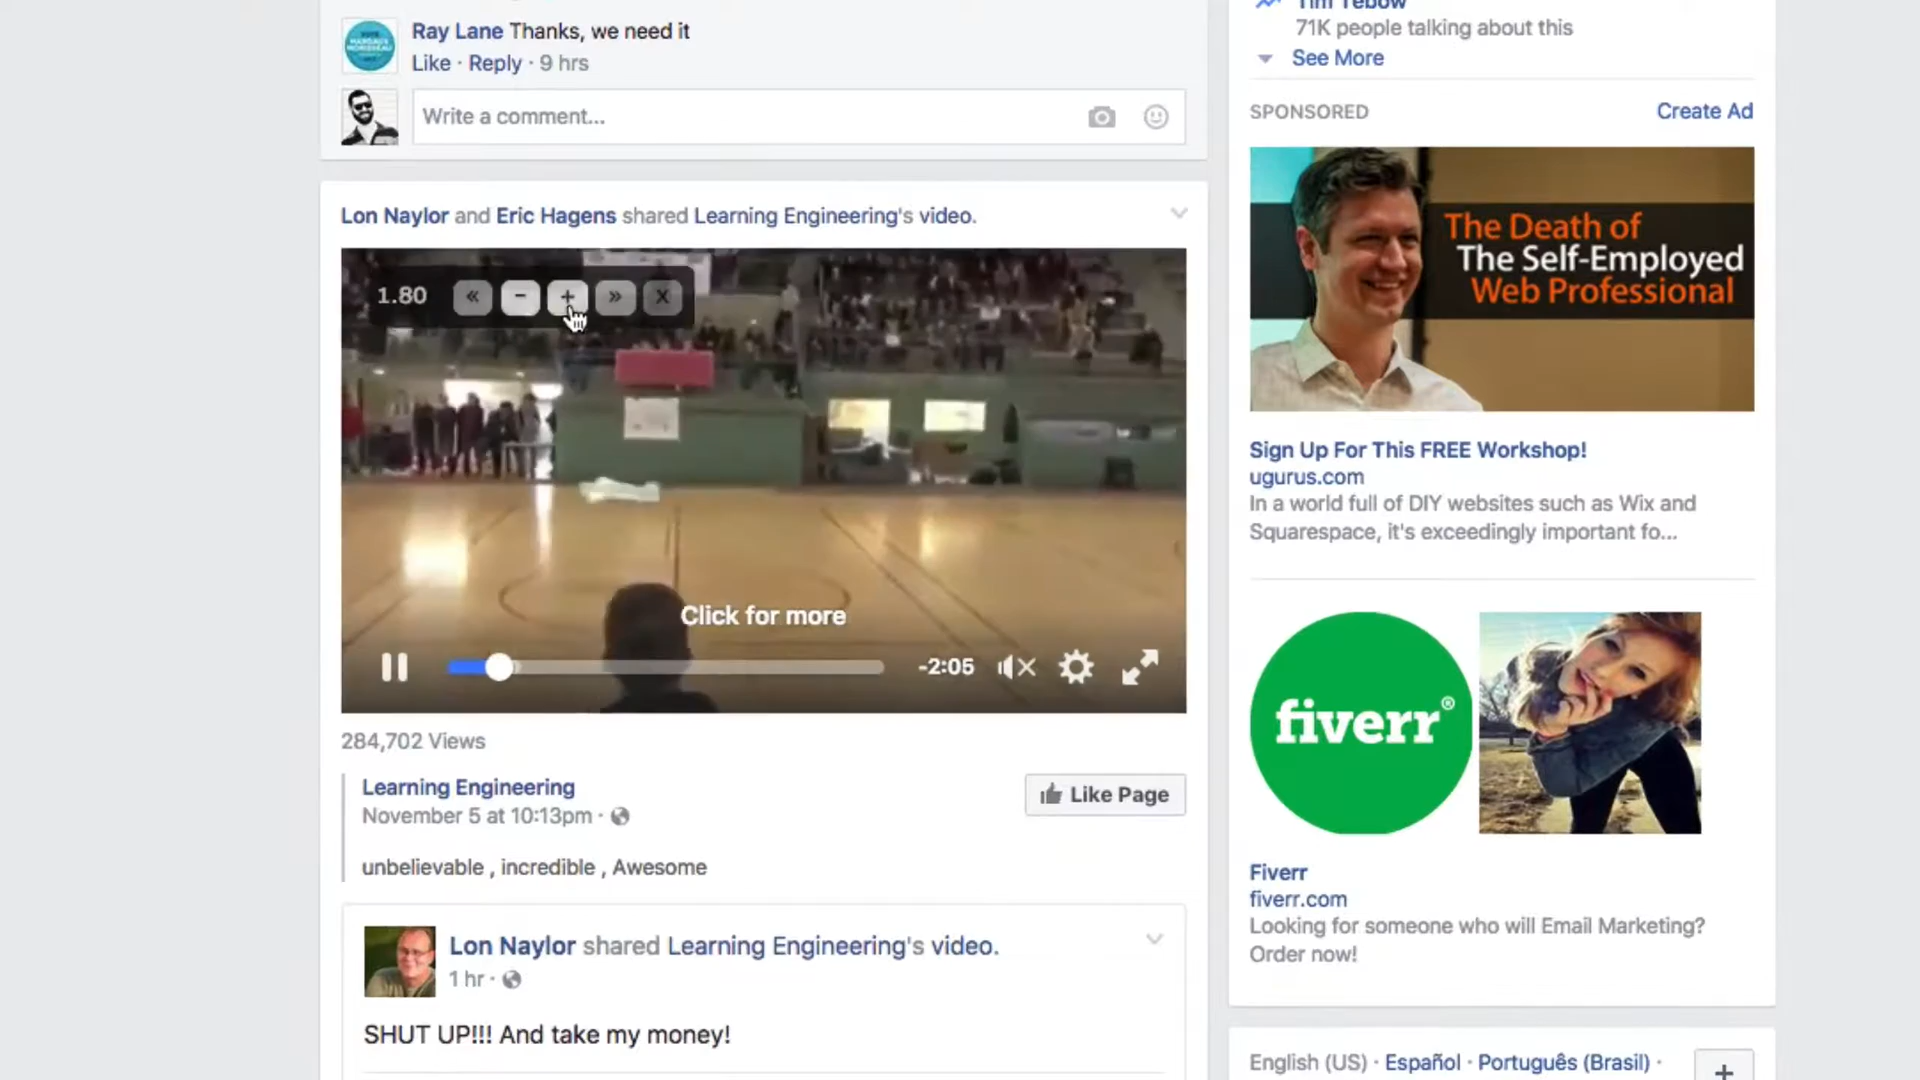 Ray Lane Thanks, we need it
Like · Reply · 9 hrs
Write a comment...
Lon Naylor and Eric Hagens shared Learning Engineering's video.
1.80 « - + » X
Click for more
-2:05
284,702 Views
Learning Engineering
November 5 at 10:13pm ·
Like Page
unbelievable , incredible , Awesome
Lon Naylor shared Learning Engineering's video.
1 hr ·
SHUT UP!!! And take my money!
Tim Tebow
71K people talking about this
See More
SPONSORED
Create Ad
The Death of
The Self-Employed
Web Professional
Sign Up For This FREE Workshop!
ugurus.com
In a world full of DIY websites such as Wix and
Squarespace, it's exceedingly important fo...
fiverr®
Fiverr
fiverr.com
Looking for someone who will Email Marketing?
Order now!
English (US) · Español · Português (Brasil) ·
+